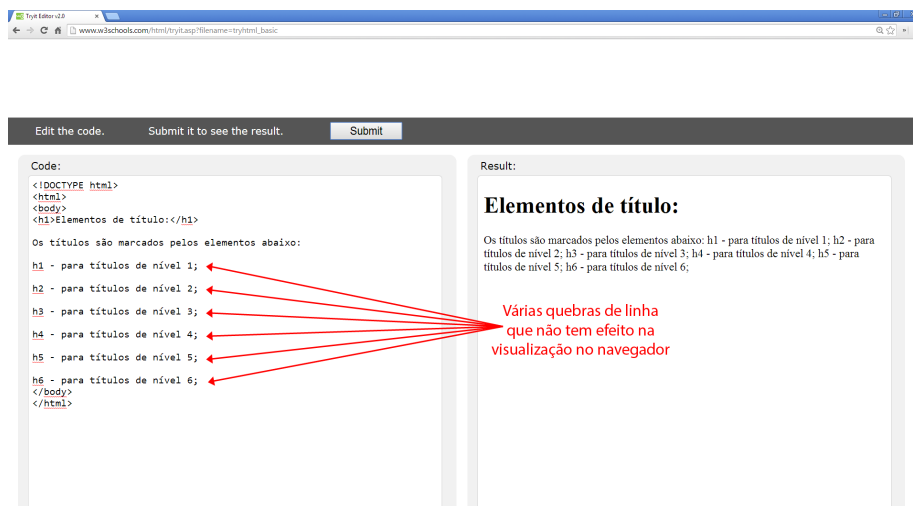 Tryit Editor v2.0
www.w3schools.com/html/tryit.asp?filename=tryhtml_basic
Edit the code. Submit it to see the result. Submit
Code:
<!DOCTYPE html>
<html>
<body>
<h1>Elementos de título:</h1>
Os títulos são marcados pelos elementos abaixo:
h1 - para títulos de nível 1;
h2 - para títulos de nível 2;
h3 - para títulos de nível 3;
h4 - para títulos de nível 4;
h5 - para títulos de nível 5;
h6 - para títulos de nível 6;
</body>
</html>
Result:
Elementos de título:
Os títulos são marcados pelos elementos abaixo: h1 - para títulos de nível 1; h2 - para
títulos de nível 2; h3 - para títulos de nível 3; h4 - para títulos de nível 4; h5 - para
títulos de nível 5; h6 - para títulos de nível 6;
Várias quebras de linha
que não tem efeito na
visualização no navegador